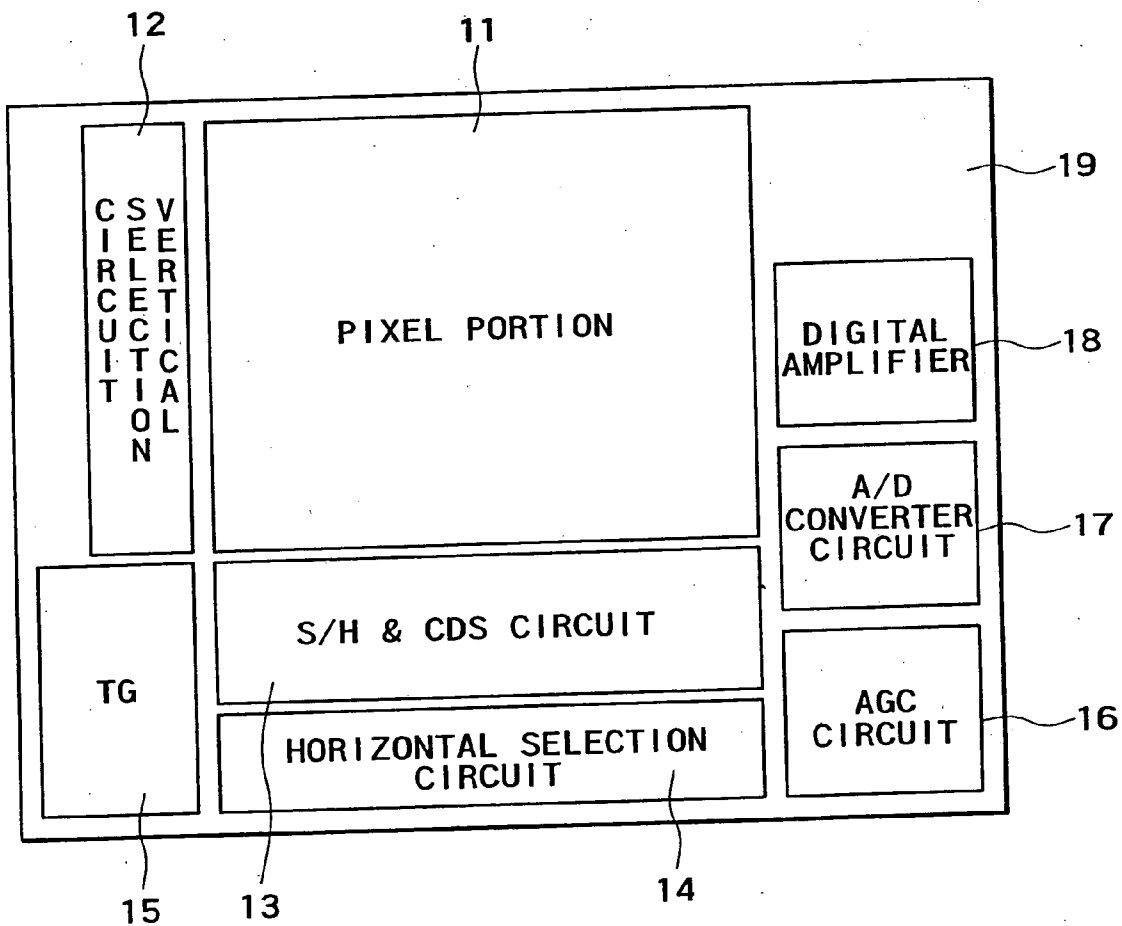 12
11
19
VERTICAL
SELECTION
CIRCUIT
PIXEL PORTION
DIGITAL
AMPLIFIER
18
A/D
CONVERTER
CIRCUIT
17
S/H & CDS CIRCUIT
TG
AGC
CIRCUIT
16
HORIZONTAL SELECTION
CIRCUIT
15
13
14